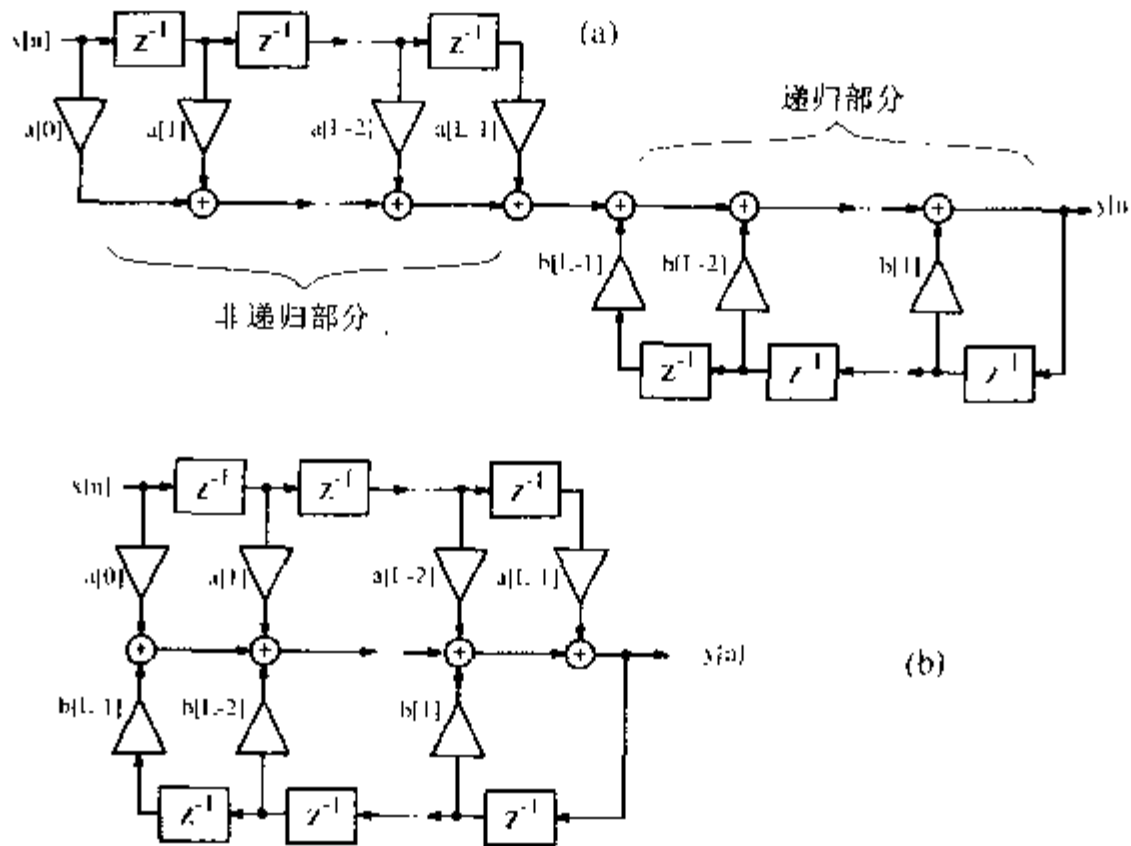 x[n] z⁻¹ z⁻¹ z⁻¹ (a)
a[0] a[1] a[L-2] a[L-1]
递归部分
+ + + + + + y[n
b[L-1] b[L-2] b[1]
非递归部分
z⁻¹ z⁻¹ z⁻¹
x[n] z⁻¹ z⁻¹ z⁻¹
a[0] a[1] a[L-2] a[L-1]
+ + + + y[n] (b)
b[L-1] b[L-2] b[1]
z⁻¹ z⁻¹ z⁻¹